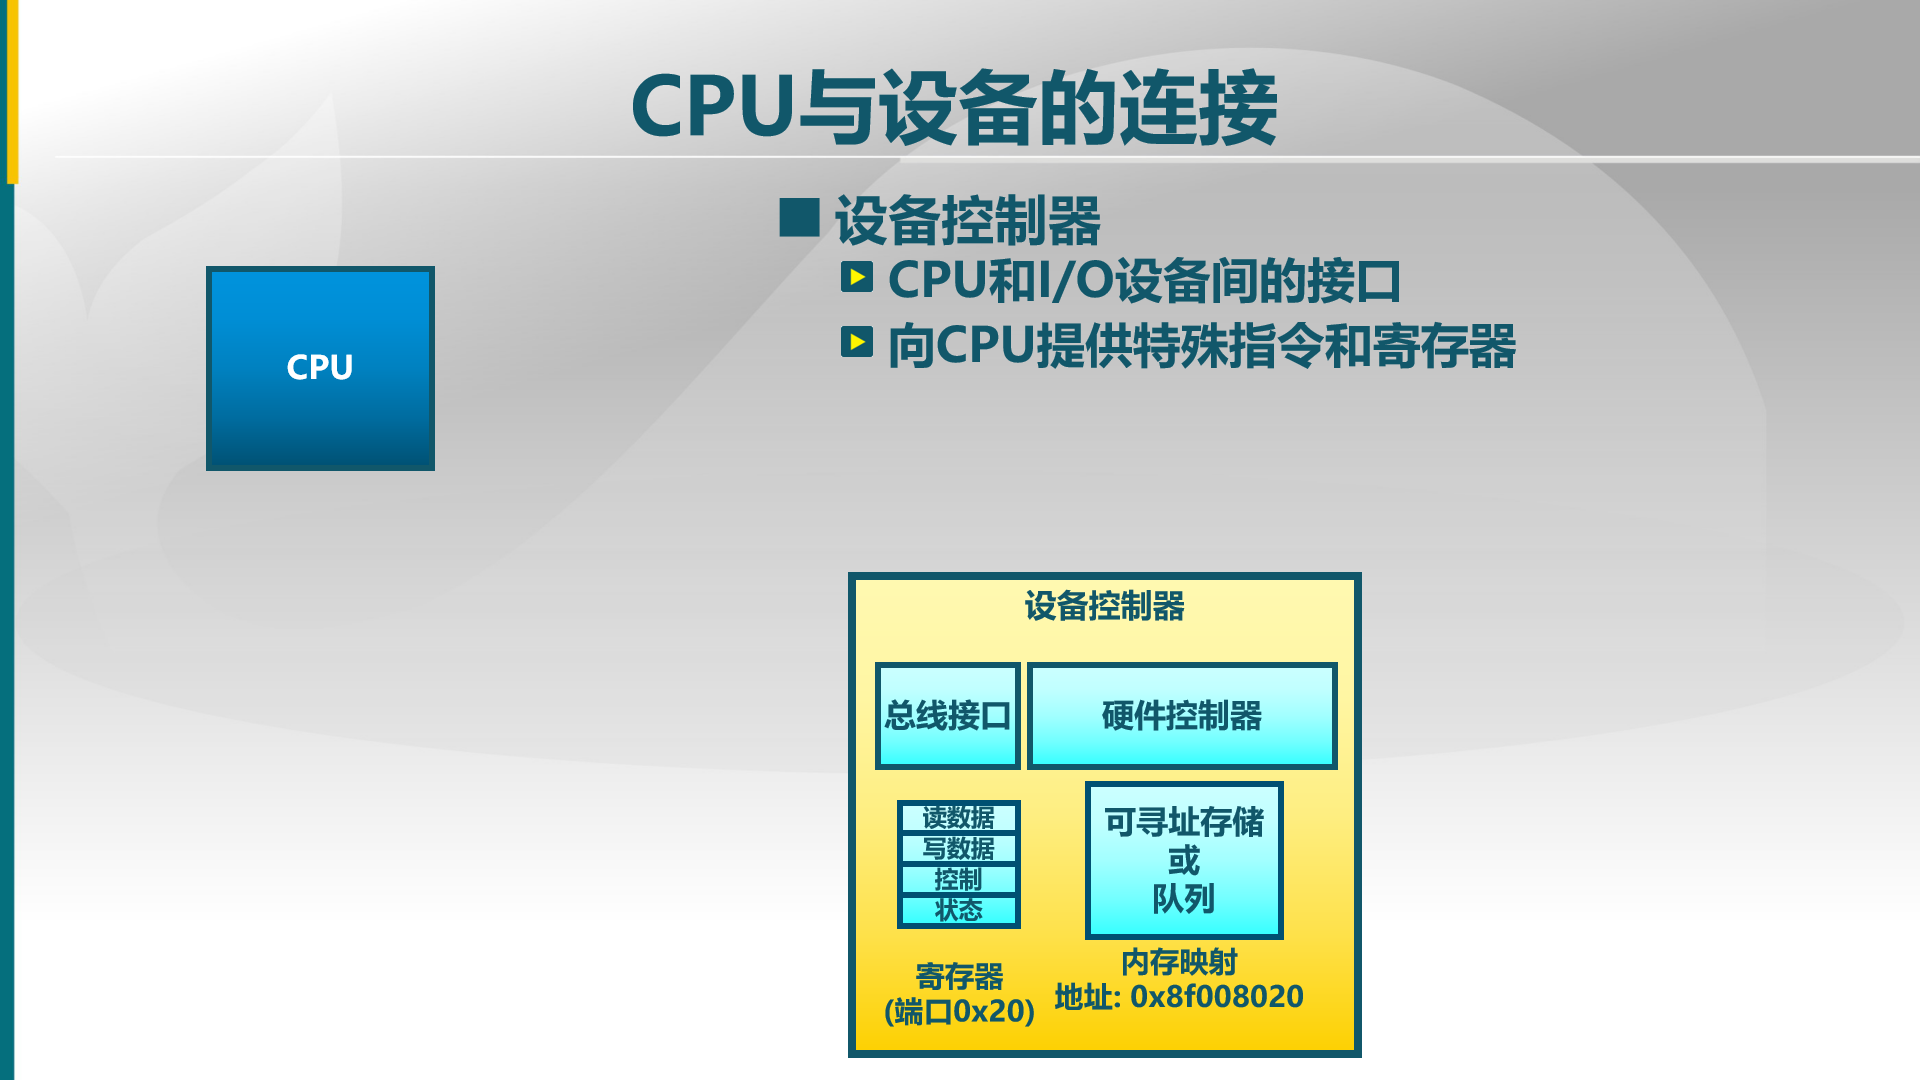 CPU与设备的连接
设备控制器
CPU和I/O设备间的接口
向CPU提供特殊指令和寄存器
CPU
设备控制器
总线接口
硬件控制器
读数据
写数据
控制
状态
可寻址存储
或
队列
寄存器
(端口0x20)
内存映射
地址: 0x8f008020